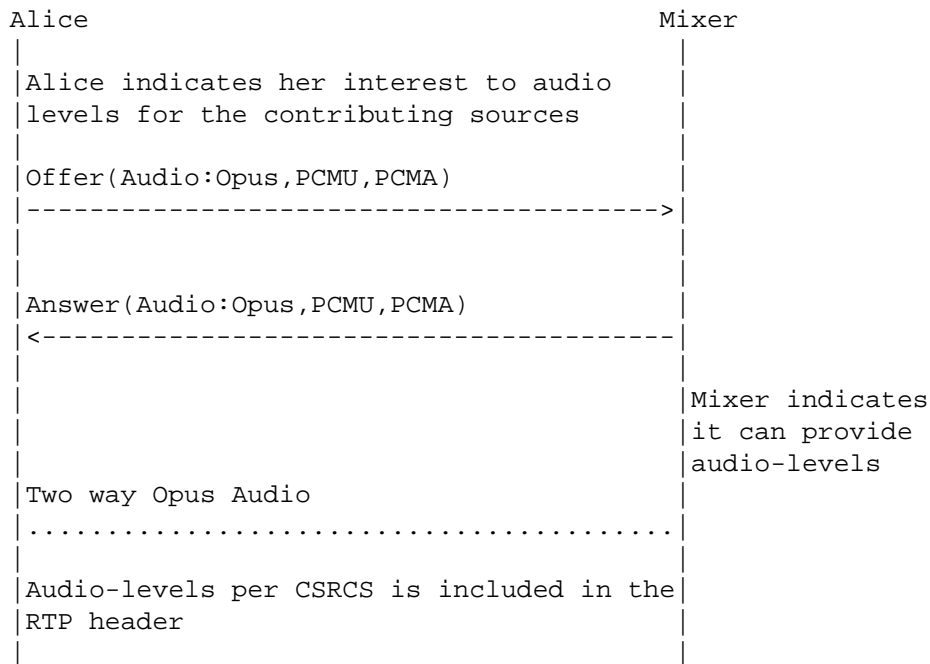 Alice Mixer
Alice indicates her interest to audio
levels for the contributing sources
Offer(Audio:Opus,PCMU,PCMA)
Answer(Audio:Opus,PCMU,PCMA)
Mixer indicates
it can provide
audio-levels
Two way Opus Audio
Audio-levels per CSRCS is included in the
RTP header